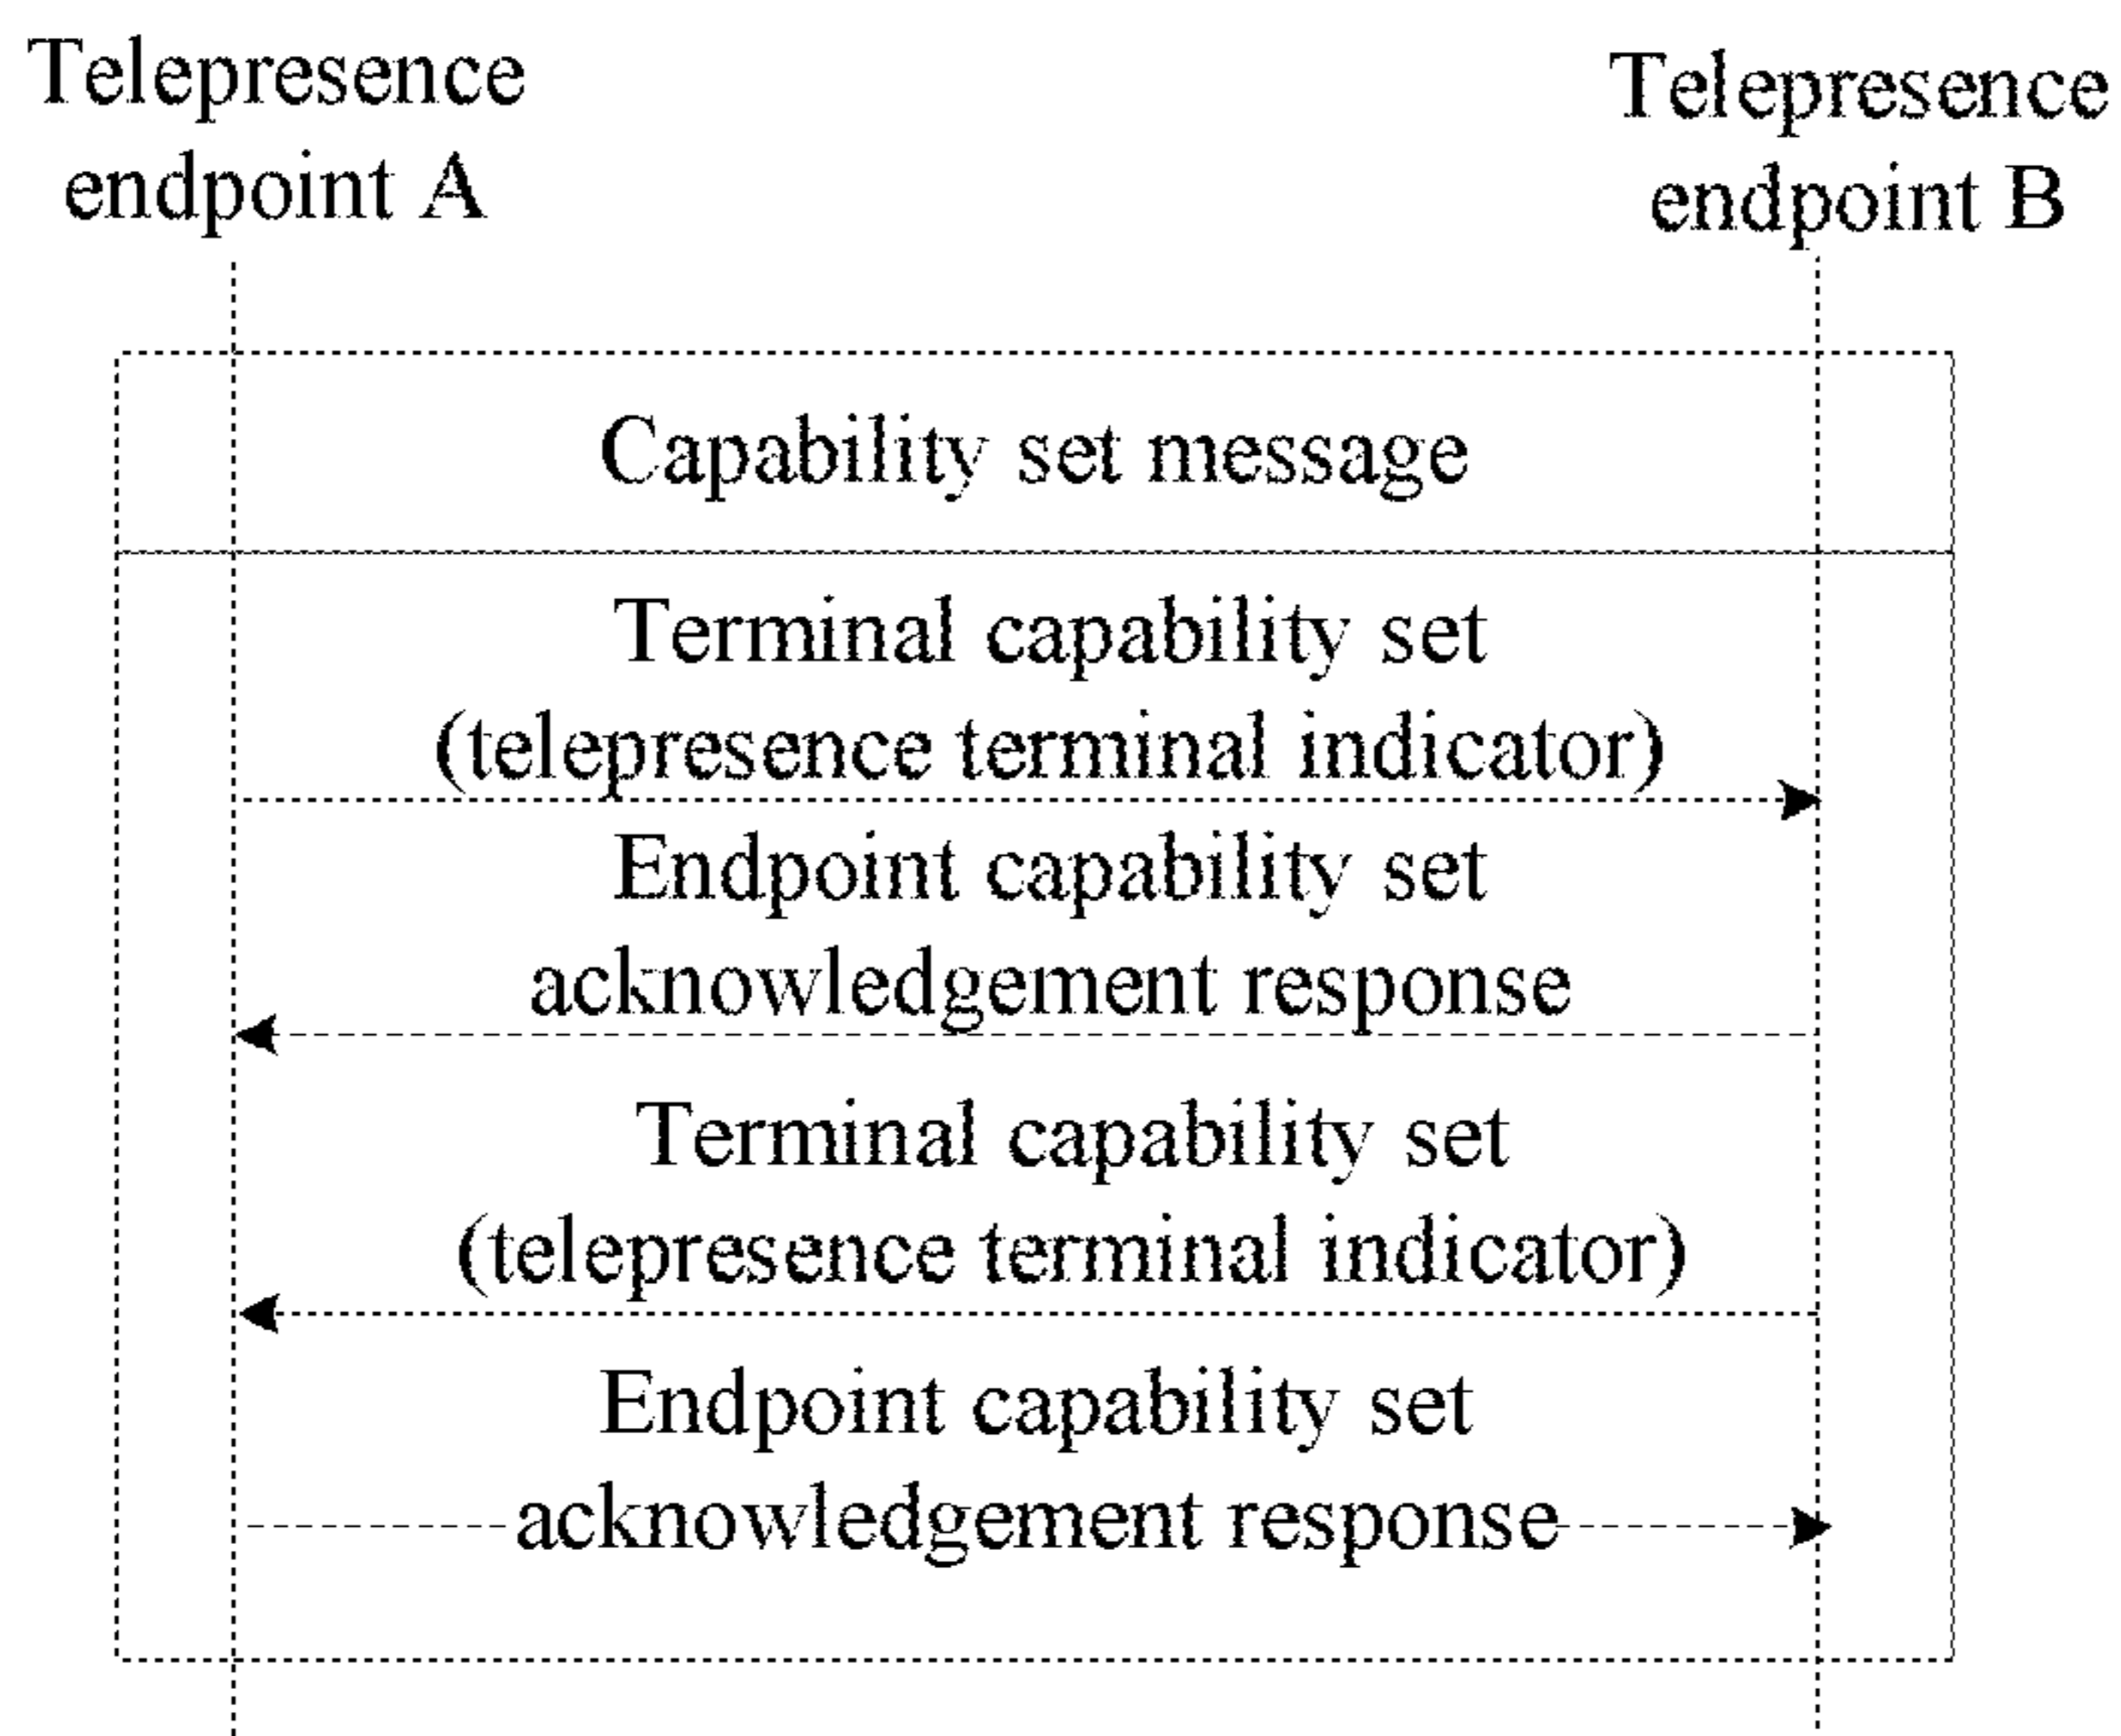 Telepresence
endpoint A
Telepresence
endpoint B
Capability set message
Terminal capability set
(telepresence terminal indicator)
Endpoint capability set
acknowledgement response
Terminal capability set
(telepresence terminal indicator)
Endpoint capability set
acknowledgement response